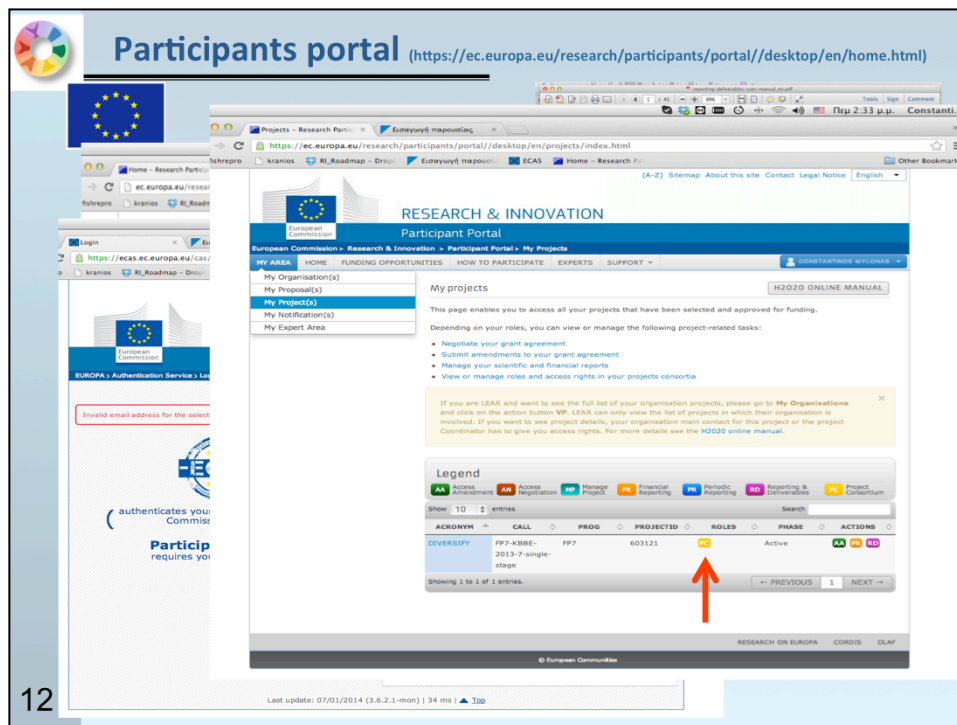 Participants portal (https://ec.europa.eu/research/participants/portal//desktop/en/home.html)
reporting-deliverables-user-manual_en.pdf
1 / 45
99%
Tools Sign Comment
Πεμ 2:33 μ.μ. Constanti.
Projects – Research Partic
Εισαγωγή παρουσίας
https://ec.europa.eu/research/participants/portal//desktop/en/projects/index.html
fishrepro kranios RI_Roadmap – Drop Εισαγωγή παρουσί ECAS Home – Research Pa Other Bookmark
Home – Research Partici
ec.europa.eu/resear
fishrepro kranios RI_Roadm
Login
https://ecas.ec.europa.eu/cas/
kranios RI_Roadmap – Drop
European
Commission
EUROPA > Authentication Service > Lo
Invalid email address for the select
authenticates you
Commiss
Particip
requires yo
(A-Z) Sitemap About this site Contact Legal Notice English
RESEARCH & INNOVATION
Participant Portal
European
Commission
European Commission > Research & Innovation > Participant Portal > My Projects
MY AREA HOME FUNDING OPPORTUNITIES HOW TO PARTICIPATE EXPERTS SUPPORT CONSTANTINOS MYLONAS
My Organisation(s)
My Proposal(s)
My Project(s)
My Notification(s)
My Expert Area
My projects
H2020 ONLINE MANUAL
This page enables you to access all your projects that have been selected and approved for funding.
Depending on your roles, you can view or manage the following project-related tasks:
Negotiate your grant agreement
Submit amendments to your grant agreement
Manage your scientific and financial reports
View or manage roles and access rights in your projects consortia
If you are LEAR and want to see the full list of your organisation projects, please go to My Organisations
and click on the action button VP. LEAR can only view the list of projects in which their organisation is
involved. If you want to see project details, your organisation main contact for this project or the project
Coordinator has to give you access rights. For more details see the H2020 online manual.
Legend
AA Access Amendment AN Access Negotiation MP Manage Project FR Financial Reporting PR Periodic Reporting RD Reporting & Deliverables PC Project Consortium
Show 10 entries Search
ACRONYM CALL PROG PROJECTID ROLES PHASE ACTIONS
DIVERSIFY FP7-KBBE- FP7 603121 PC Active AA FR RD
2013-7-single-
stage
Showing 1 to 1 of 1 entries.
← PREVIOUS 1 NEXT →
RESEARCH ON EUROPA CORDIS OLAF
© European Communities
Last update: 07/01/2014 (3.6.2.1-mon) | 34 ms | Top
12